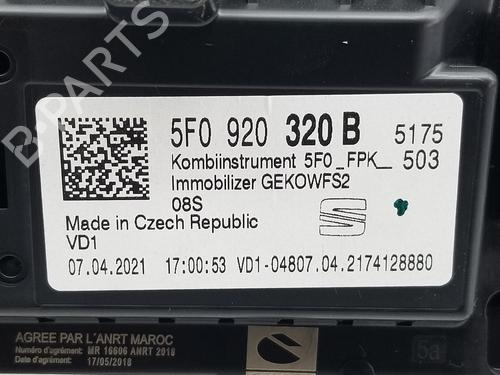 B-PARTS
5F0 920 320 B 5175
Kombiinstrument 5F0_FPK_ 503
Immobilizer GEKOWFS2
08S
Made in Czech Republic
VD1
07.04.2021 17:00:53 VD1-04807.04.2174128880
AGREE PAR L'ANRT MAROC
Numéro d'agrément: MR 16606 ANRT 2018
Date d'agrément: 17/05/2018
5a